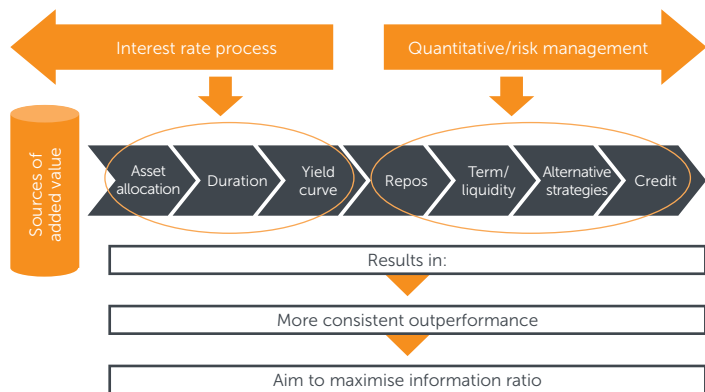 Interest rate process
Quantitative/risk management
Sources of
added value
Asset
allocation
Duration
Yield
curve
Repos
Term/
liquidity
Alternative
strategies
Credit
Results in:
More consistent outperformance
Aim to maximise information ratio